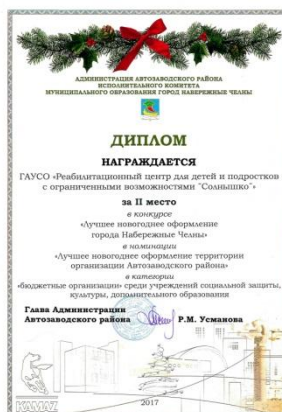 АДМИНИСТРАЦИЯ АВТОЗАВОДСКОГО РАЙОНА
ИСПОЛНИТЕЛЬНОГО КОМИТЕТА
МУНИЦИПАЛЬНОГО ОБРАЗОВАНИЯ ГОРОД НАБЕРЕЖНЫЕ ЧЕЛНЫ
ДИПЛОМ
НАГРАЖДАЕТСЯ
ГАУСО «Реабилитационный центр для детей и подростков
с ограниченными возможностями "Солнышко"»
за II место
в конкурсе
«Лучшее новогоднее оформление
города Набережные Челны»
в номинации
«Лучшее новогоднее оформление территории
организации Автозаводского района»
в категории
«бюджетные организации» среди учреждений социальной защиты,
культуры, дополнительного образования
Глава Администрации
Автозаводского района Р.М. Усманова
KAMAZ
2017